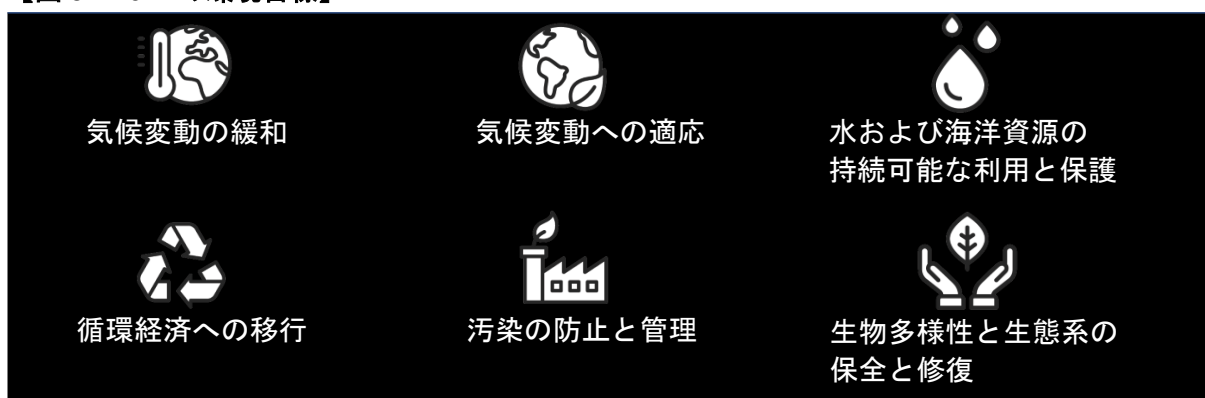 気候変動の緩和
気候変動への適応
水および海洋資源の
持続可能な利用と保護
循環経済への移行
汚染の防止と管理
生物多様性と生態系の
保全と修復